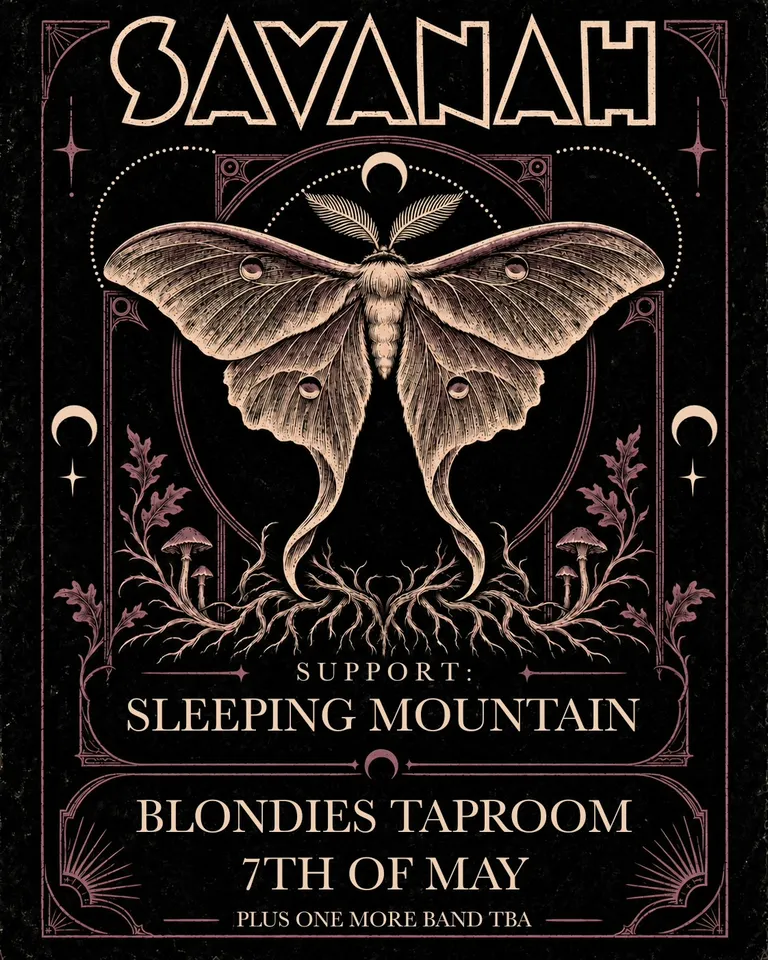 SAVANAH
SUPPORT:
SLEEPING MOUNTAIN
BLONDIES TAPROOM
7TH OF MAY
PLUS ONE MORE BAND TBA